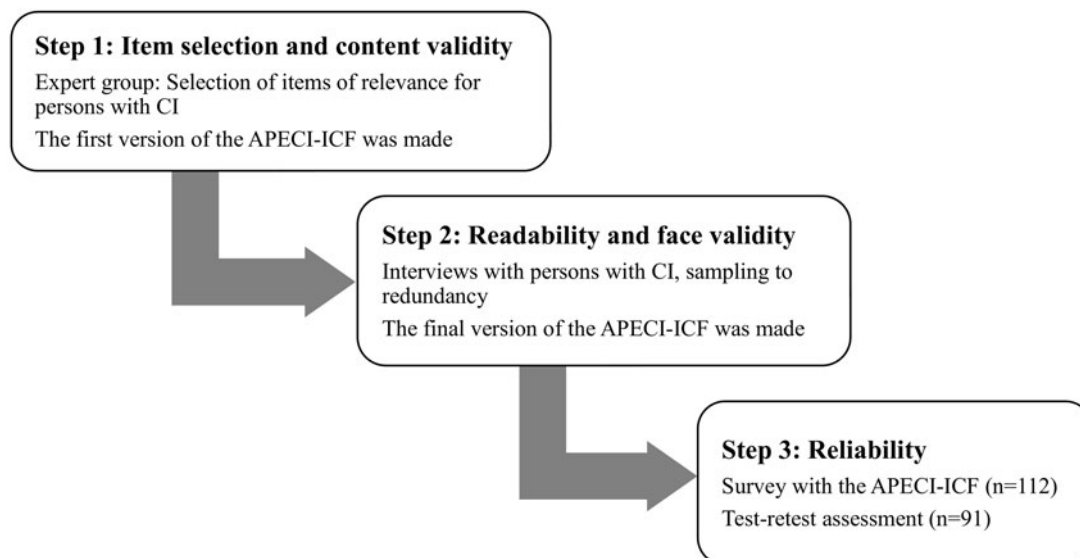 Step 1: Item selection and content validity
Expert group: Selection of items of relevance for
persons with CI
The first version of the APECI-ICF was made
Step 2: Readability and face validity
Interviews with persons with CI, sampling to
redundancy
The final version of the APECI-ICF was made
Step 3: Reliability
Survey with the APECI-ICF (n=112)
Test-retest assessment (n=91)